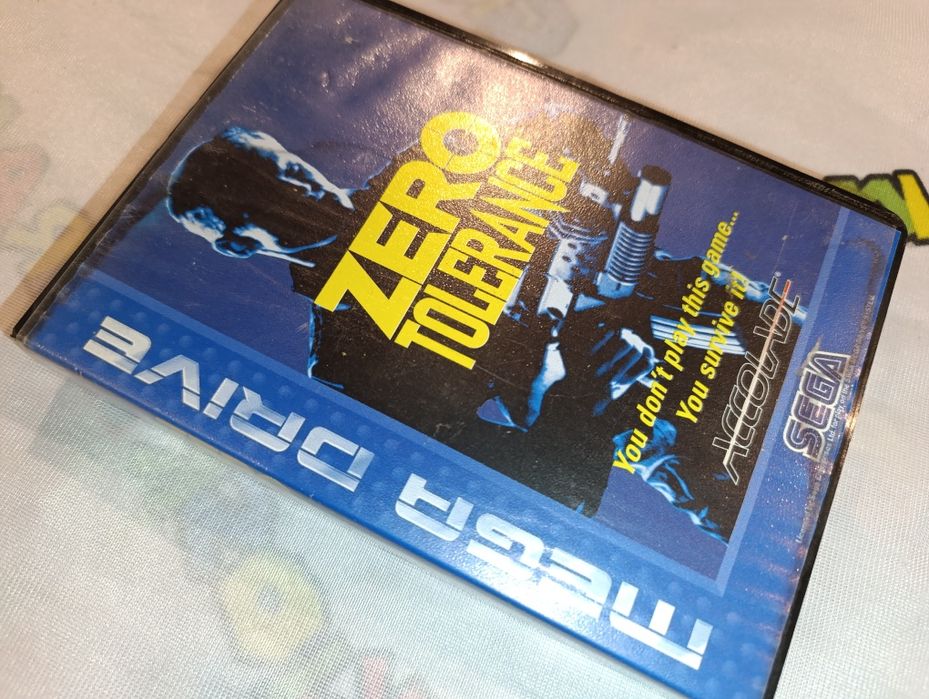 MEGA DRIVE
ZERO
TOLERANCE
You don't play this game...
You survive it!
ACCOLADE®
SEGA